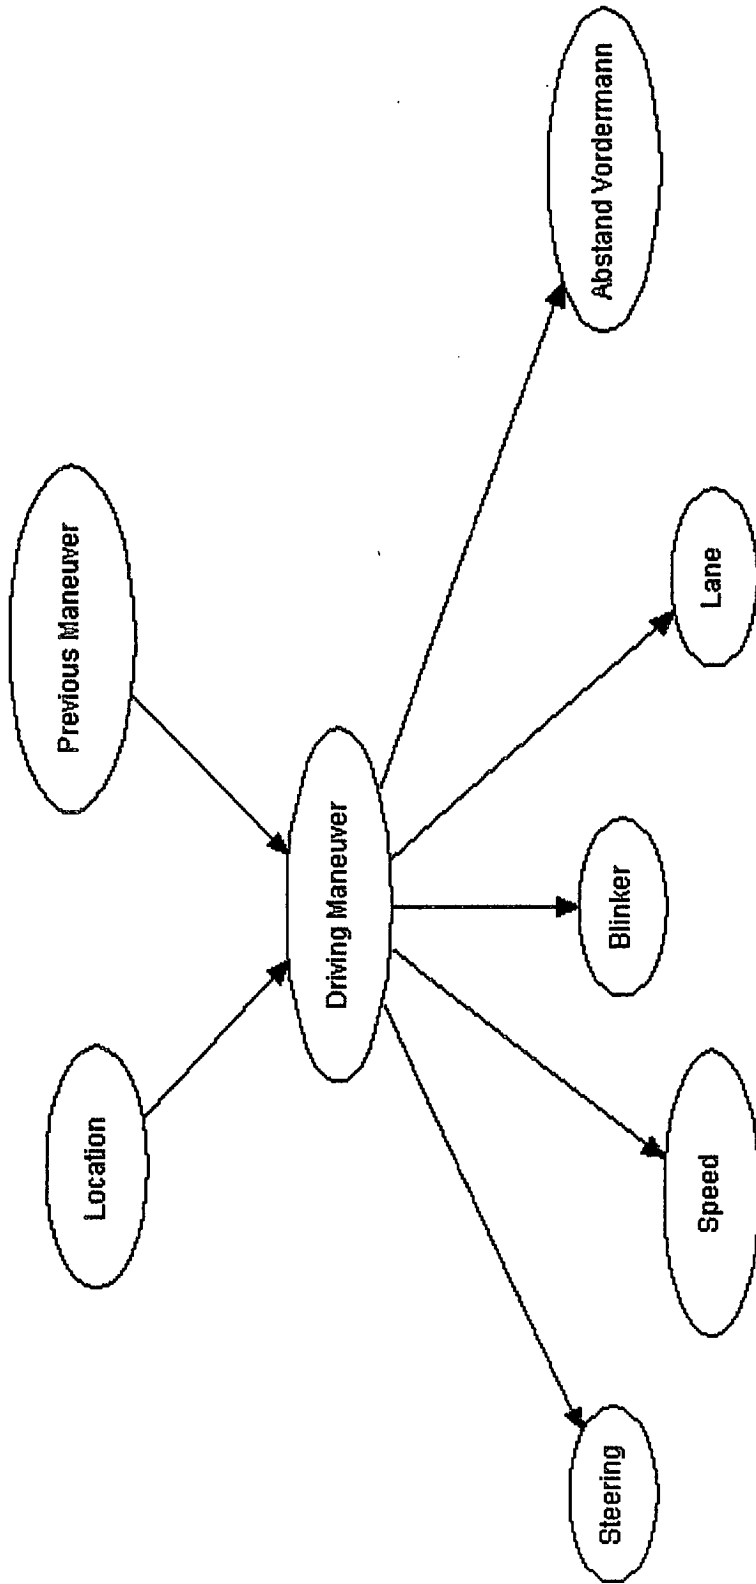 Location
Previous Maneuver
Driving Maneuver
Steering
Speed
Blinker
Lane
Abstand Vordermann